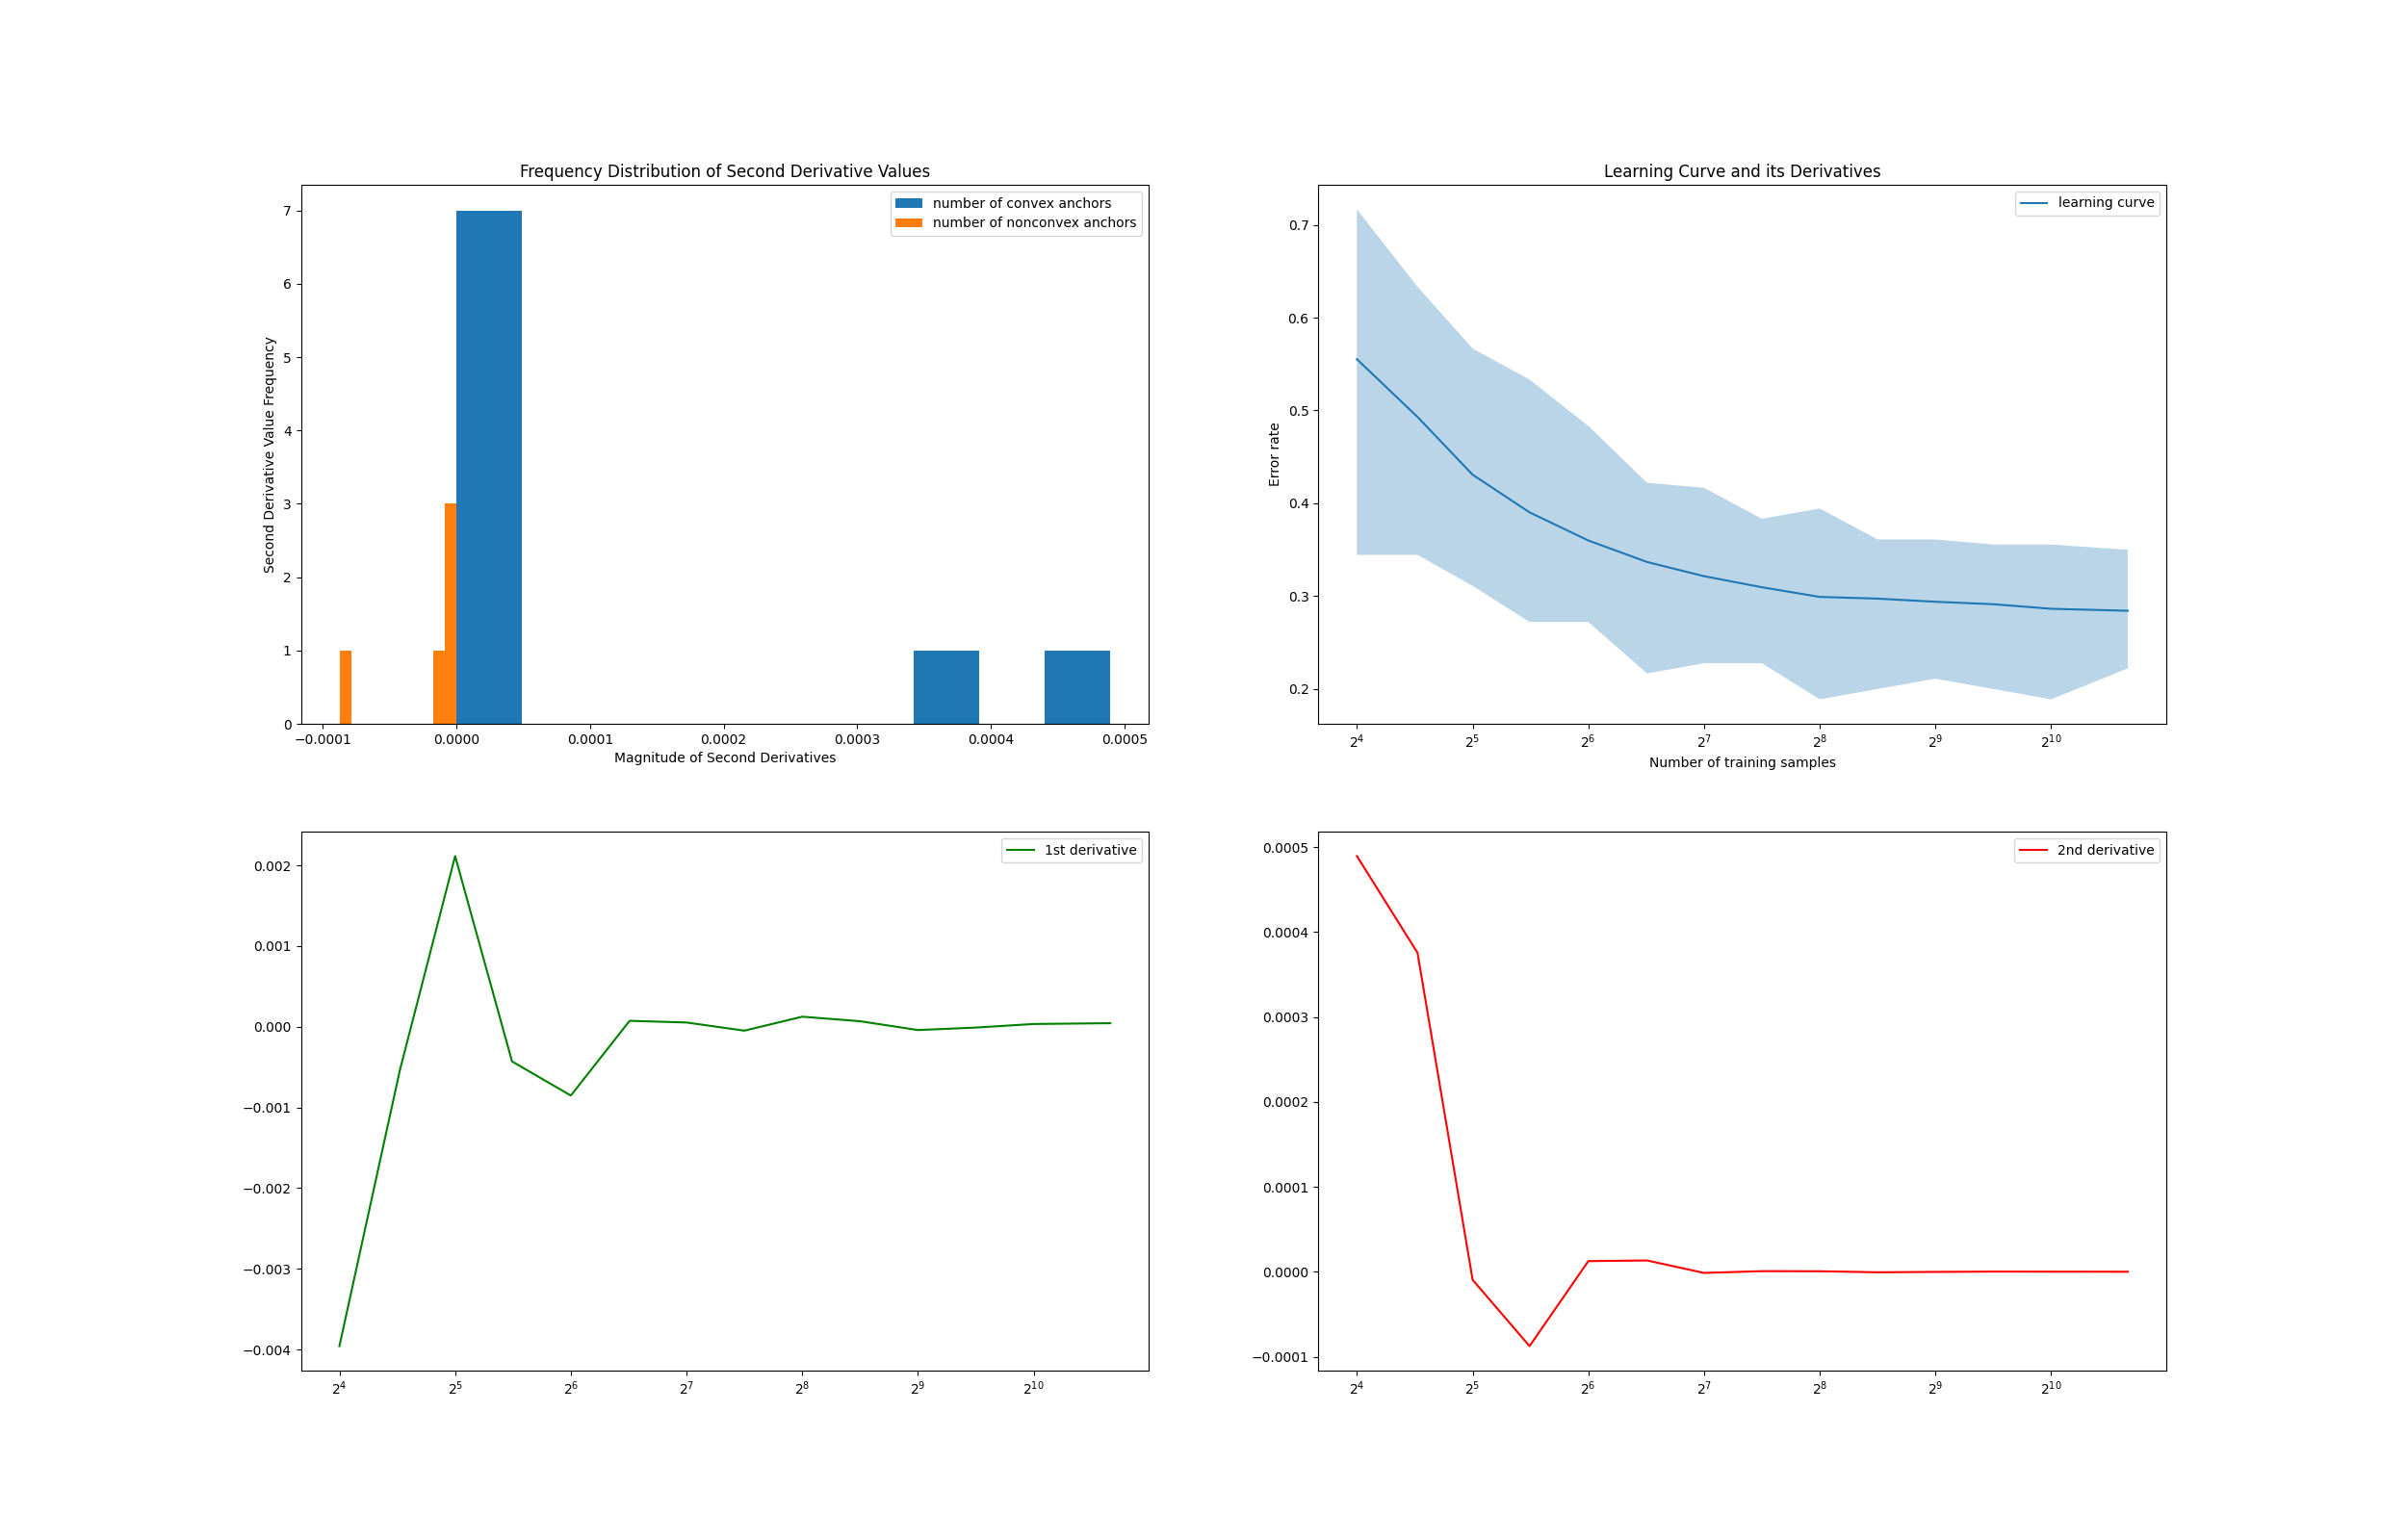 Frequency Distribution of Second Derivative Values
number of convex anchors
number of nonconvex anchors
7
6
5
4
3
2
1
0
Second Derivative Value Frequency
−0.0001 0.0000 0.0001 0.0002 0.0003 0.0004 0.0005
Magnitude of Second Derivatives
Learning Curve and its Derivatives
learning curve
0.7
0.6
0.5
0.4
0.3
0.2
Error rate
2⁴ 2⁵ 2⁶ 2⁷ 2⁸ 2⁹ 2¹⁰
Number of training samples
1st derivative
0.002
0.001
0.000
−0.001
−0.002
−0.003
−0.004
2⁴ 2⁵ 2⁶ 2⁷ 2⁸ 2⁹ 2¹⁰
2nd derivative
0.0005
0.0004
0.0003
0.0002
0.0001
0.0000
−0.0001
2⁴ 2⁵ 2⁶ 2⁷ 2⁸ 2⁹ 2¹⁰